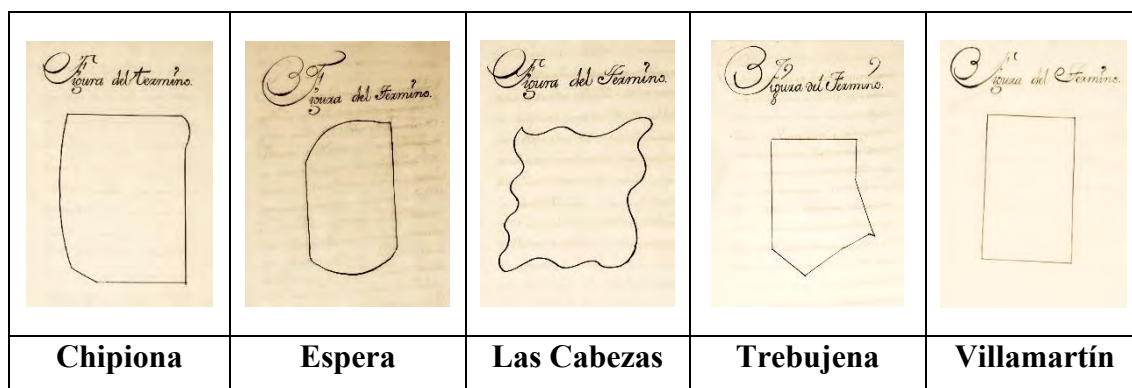 Figura del termino.
Figura del Termino.
Figura del Termino.
Figura del Termino.
Figura del Termino.
Chipiona
Espera
Las Cabezas
Trebujena
Villamartín